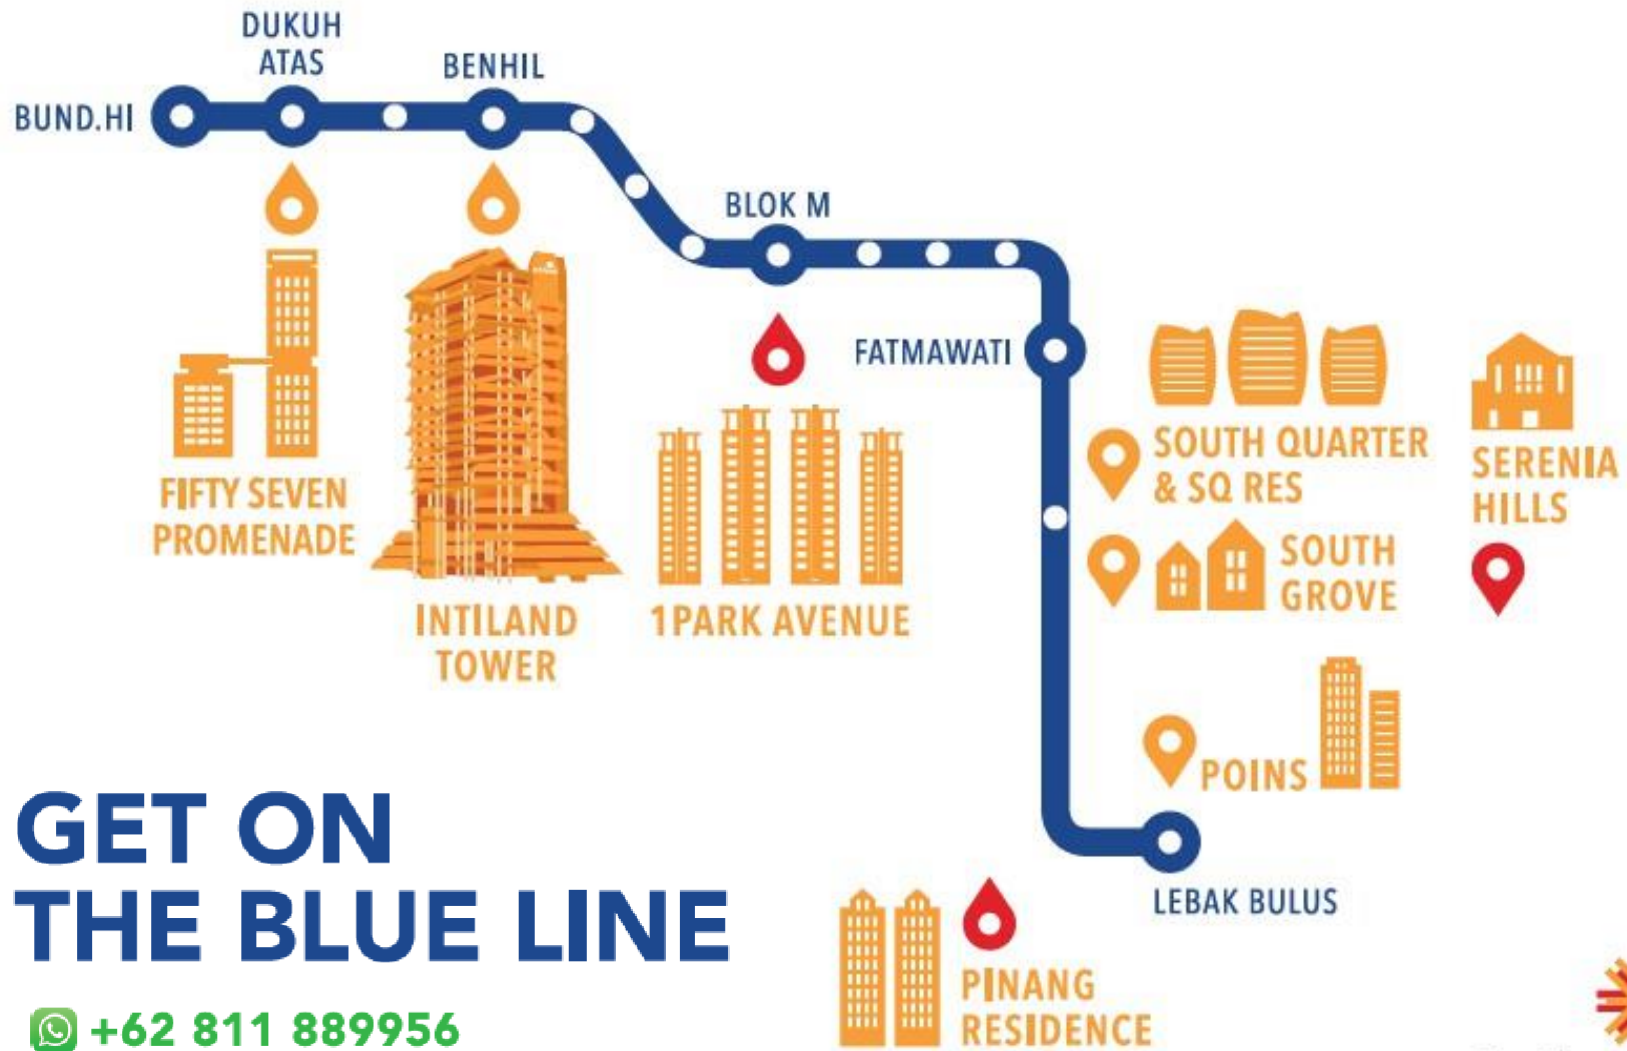 DUKUH
ATAS
BENHIL
BUND.HI
BLOK M
FATMAWATI
SOUTH QUARTER
& SQ RES
SERENIA
HILLS
FIFTY SEVEN
PROMENADE
SOUTH
GROVE
INTILAND
TOWER
1PARK AVENUE
POINS
GET ON
THE BLUE LINE
LEBAK BULUS
PINANG
RESIDENCE
+62 811 889956